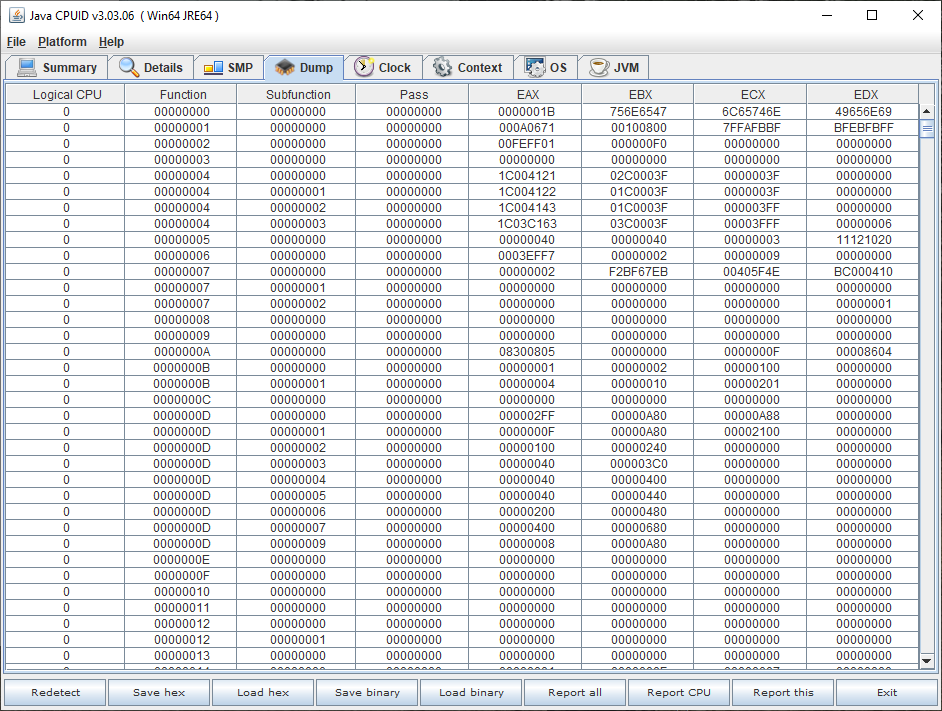 Java CPUID v3.03.06 ( Win64 JRE64 )
File Platform Help
Summary Details SMP Dump Clock Context OS JVM
Logical CPU Function Subfunction Pass EAX EBX ECX EDX
0 00000000 00000000 00000000 0000001B 756E6547 6C65746E 49656E69
0 00000001 00000000 00000000 000A0671 00100800 7FFAFBBF BFEBFBFF
0 00000002 00000000 00000000 00FEFF01 000000F0 00000000 00000000
0 00000003 00000000 00000000 00000000 00000000 00000000 00000000
0 00000004 00000000 00000000 1C004121 02C0003F 0000003F 00000000
0 00000004 00000001 00000000 1C004122 01C0003F 0000003F 00000000
0 00000004 00000002 00000000 1C004143 01C0003F 000003FF 00000000
0 00000004 00000003 00000000 1C03C163 03C0003F 00003FFF 00000006
0 00000005 00000000 00000000 00000040 00000040 00000003 11121020
0 00000006 00000000 00000000 0003EFF7 00000002 00000009 00000000
0 00000007 00000000 00000000 00000002 F2BF67EB 00405F4E BC000410
0 00000007 00000001 00000000 00000000 00000000 00000000 00000000
0 00000007 00000002 00000000 00000000 00000000 00000000 00000001
0 00000008 00000000 00000000 00000000 00000000 00000000 00000000
0 00000009 00000000 00000000 00000000 00000000 00000000 00000000
0 0000000A 00000000 00000000 08300805 00000000 0000000F 00008604
0 0000000B 00000000 00000000 00000001 00000002 00000100 00000000
0 0000000B 00000001 00000000 00000004 00000010 00000201 00000000
0 0000000C 00000000 00000000 00000000 00000000 00000000 00000000
0 0000000D 00000000 00000000 000002FF 00000A80 00000A88 00000000
0 0000000D 00000001 00000000 0000000F 00000A80 00002100 00000000
0 0000000D 00000002 00000000 00000100 00000240 00000000 00000000
0 0000000D 00000003 00000000 00000040 000003C0 00000000 00000000
0 0000000D 00000004 00000000 00000040 00000400 00000000 00000000
0 0000000D 00000005 00000000 00000040 00000440 00000000 00000000
0 0000000D 00000006 00000000 00000200 00000480 00000000 00000000
0 0000000D 00000007 00000000 00000400 00000680 00000000 00000000
0 0000000D 00000009 00000000 00000008 00000A80 00000000 00000000
0 0000000E 00000000 00000000 00000000 00000000 00000000 00000000
0 0000000F 00000000 00000000 00000000 00000000 00000000 00000000
0 00000010 00000000 00000000 00000000 00000000 00000000 00000000
0 00000011 00000000 00000000 00000000 00000000 00000000 00000000
0 00000012 00000000 00000000 00000000 00000000 00000000 00000000
0 00000012 00000001 00000000 00000000 00000000 00000000 00000000
0 00000013 00000000 00000000 00000000 00000000 00000000 00000000
Redetect Save hex Load hex Save binary Load binary Report all Report CPU Report this Exit